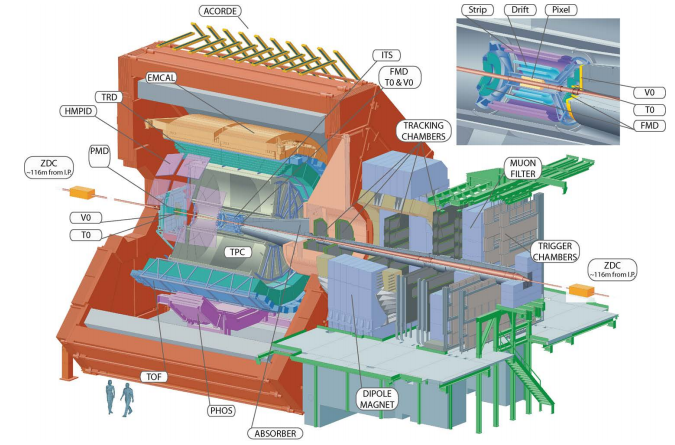 ACORDE
ITS
EMCAL
FMD
T0 & V0
TRD
HMPID
TRACKING
CHAMBERS
PMD
ZDC
~116m from I.P.
MUON
FILTER
V0
T0
TPC
TRIGGER
CHAMBERS
ZDC
~116m from I.P.
TOF
PHOS
DIPOLE
MAGNET
ABSORBER
Strip
Drift
Pixel
V0
T0
FMD